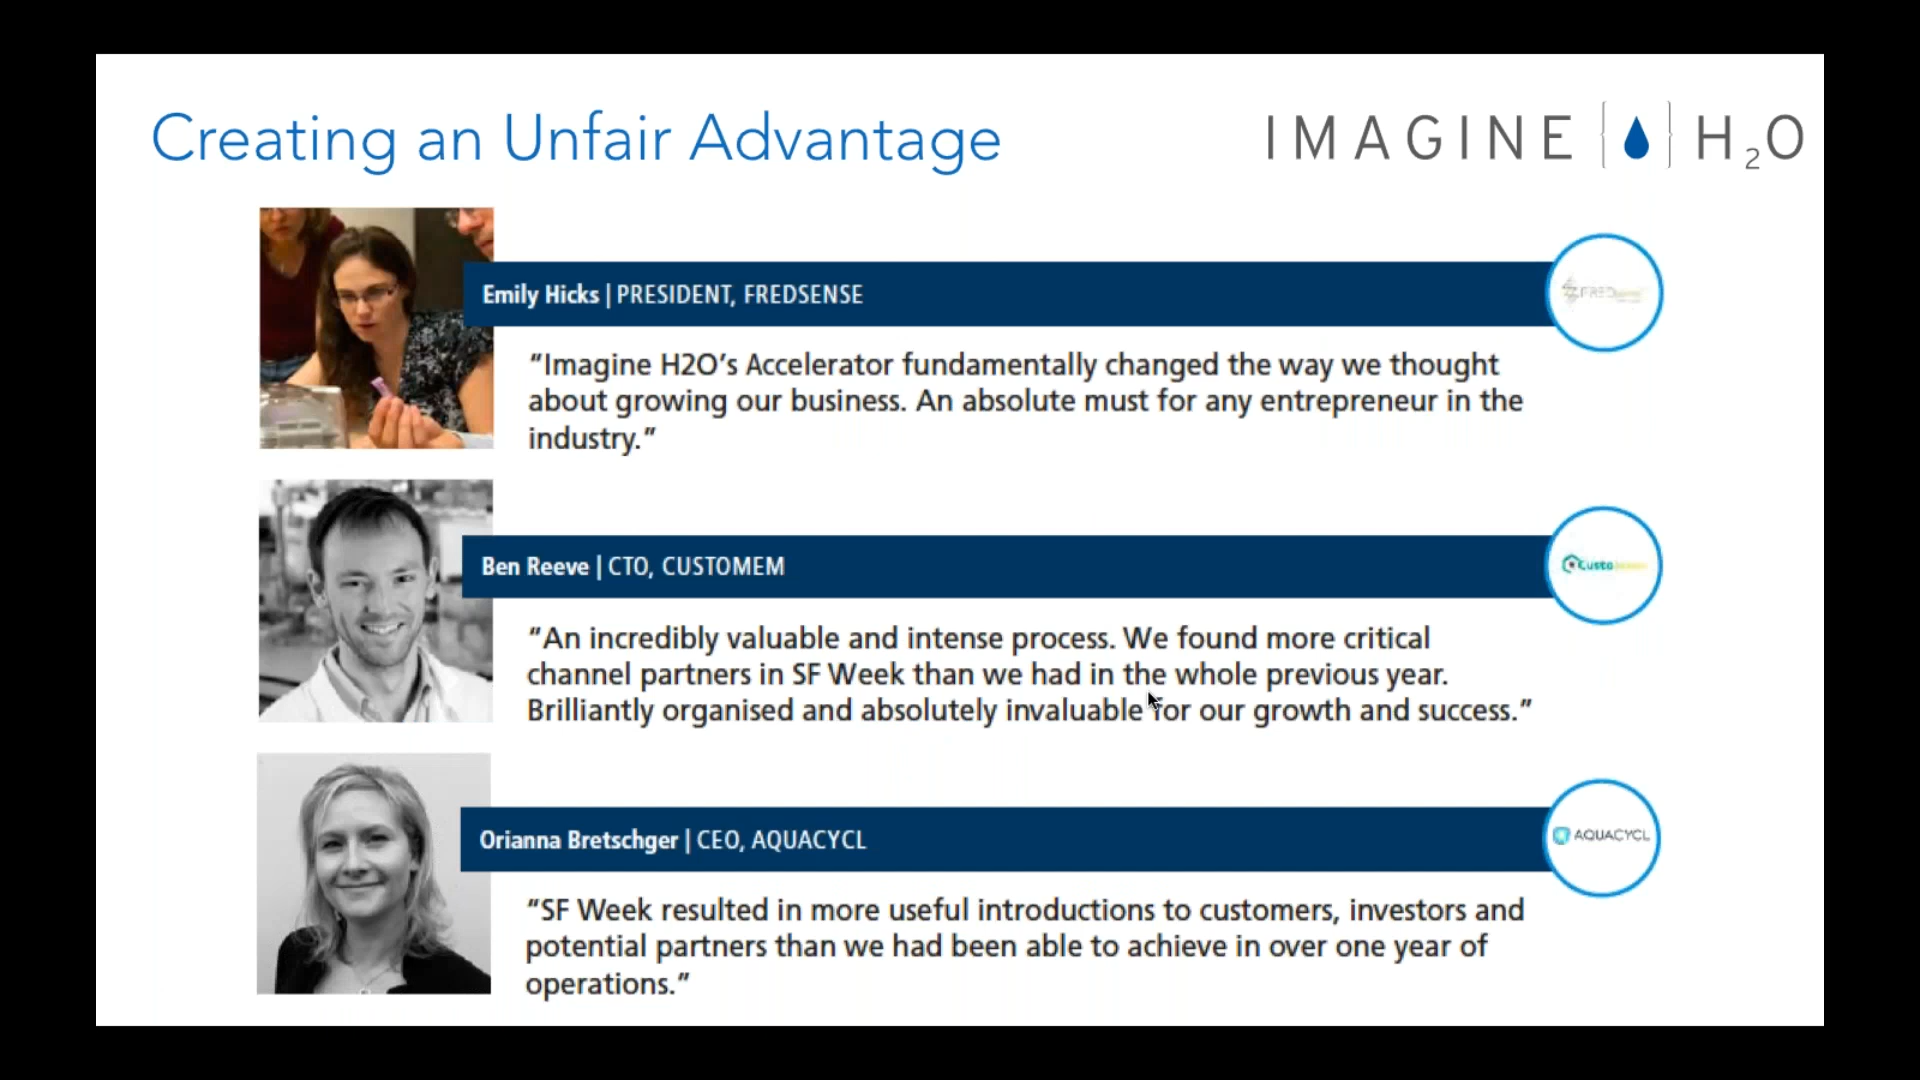 Creating an Unfair Advantage
IMAGINE H2O
Emily Hicks | PRESIDENT, FREDSENSE
“Imagine H2O’s Accelerator fundamentally changed the way we thought
about growing our business. An absolute must for any entrepreneur in the
industry.”
Ben Reeve | CTO, CUSTOMEM
“An incredibly valuable and intense process. We found more critical
channel partners in SF Week than we had in the whole previous year.
Brilliantly organised and absolutely invaluable for our growth and success.”
Orianna Bretschger | CEO, AQUACYCL
AQUACYCL
“SF Week resulted in more useful introductions to customers, investors and
potential partners than we had been able to achieve in over one year of
operations.”